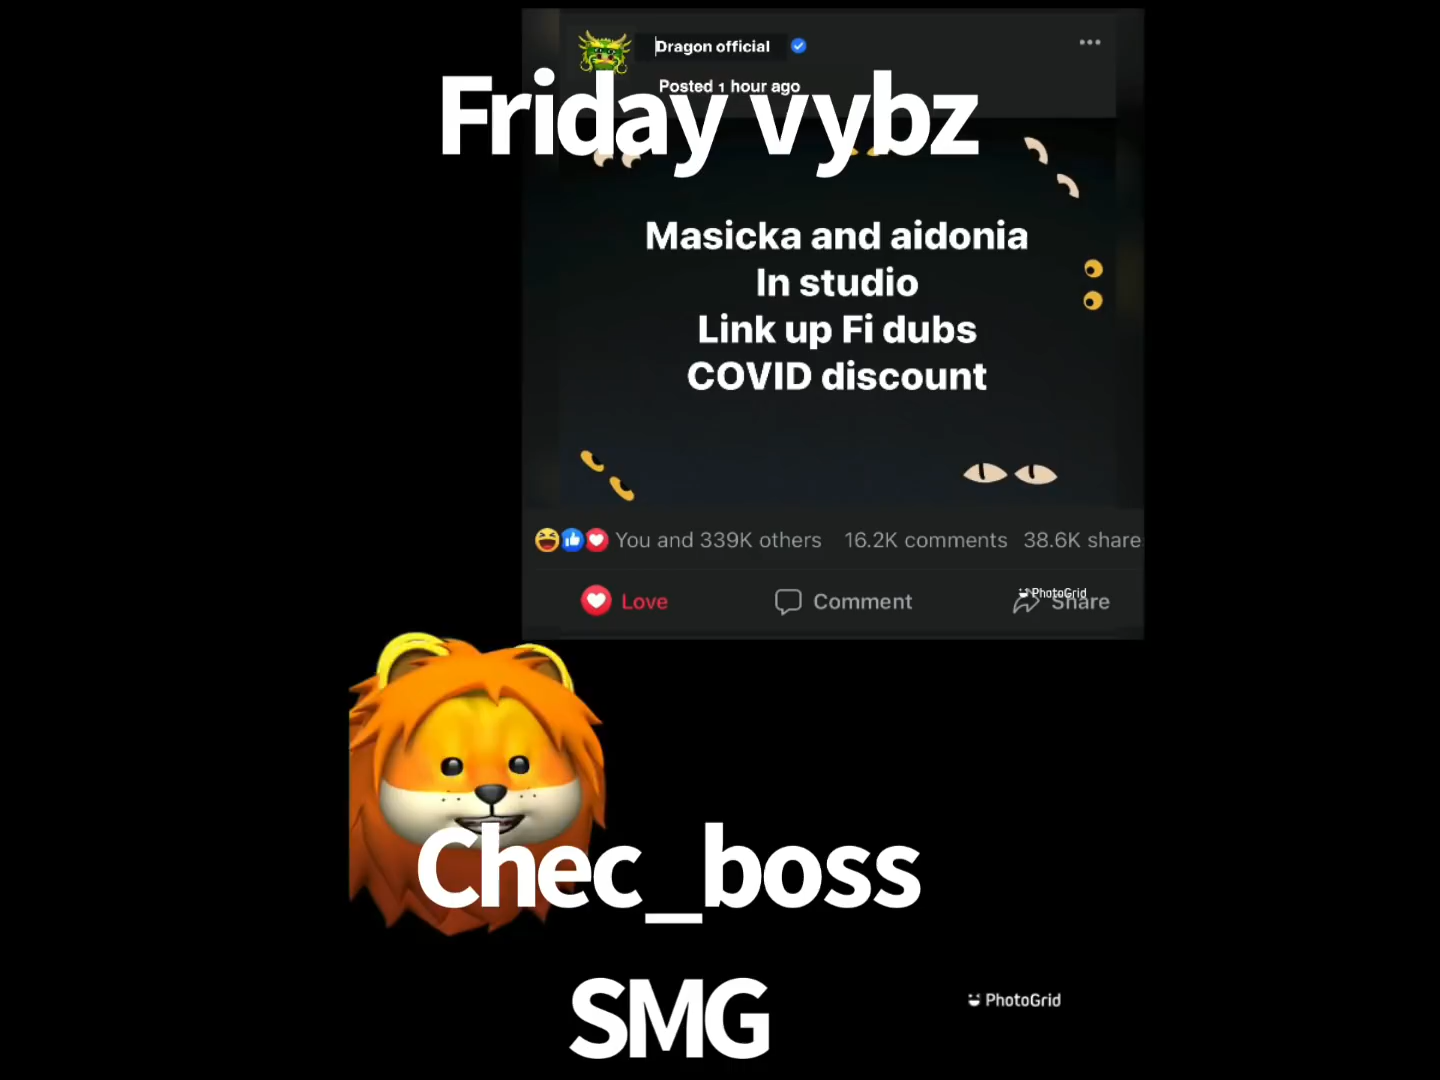 Dragon official
Posted 1 hour ago
Friday vybz
Masicka and aidonia
In studio
Link up Fi dubs
COVID discount
You and 339K others 16.2K comments 38.6K share
Love Comment Share
PhotoGrid
Chec_boss
SMG
PhotoGrid